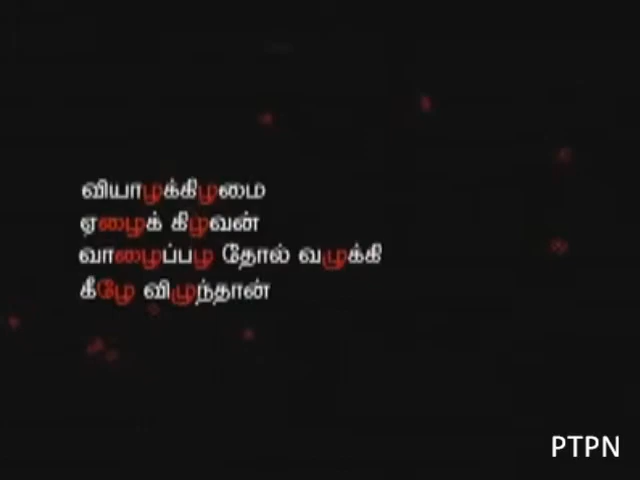 வியாழக்கிழமை
ஏழைக் கிழவன்
வாழைப்பழ தோல் வழுக்கி
கீழே விழுந்தான்
PTPN